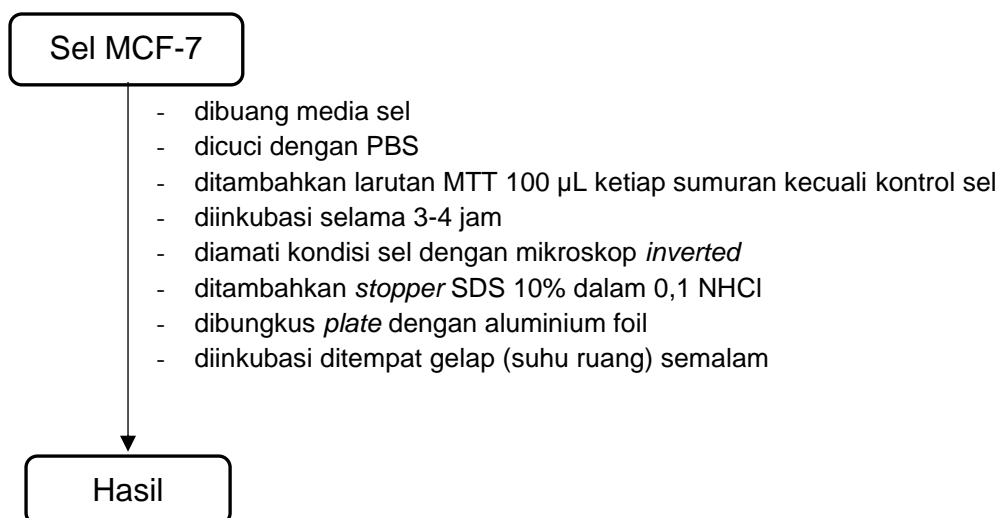 Sel MCF-7
- dibuang media sel
- dicuci dengan PBS
- ditambahkan larutan MTT 100 µL ketiap sumuran kecuali kontrol sel
- diinkubasi selama 3-4 jam
- diamati kondisi sel dengan mikroskop inverted
- ditambahkan stopper SDS 10% dalam 0,1 NHCl
- dibungkus plate dengan aluminium foil
- diinkubasi ditempat gelap (suhu ruang) semalam
Hasil